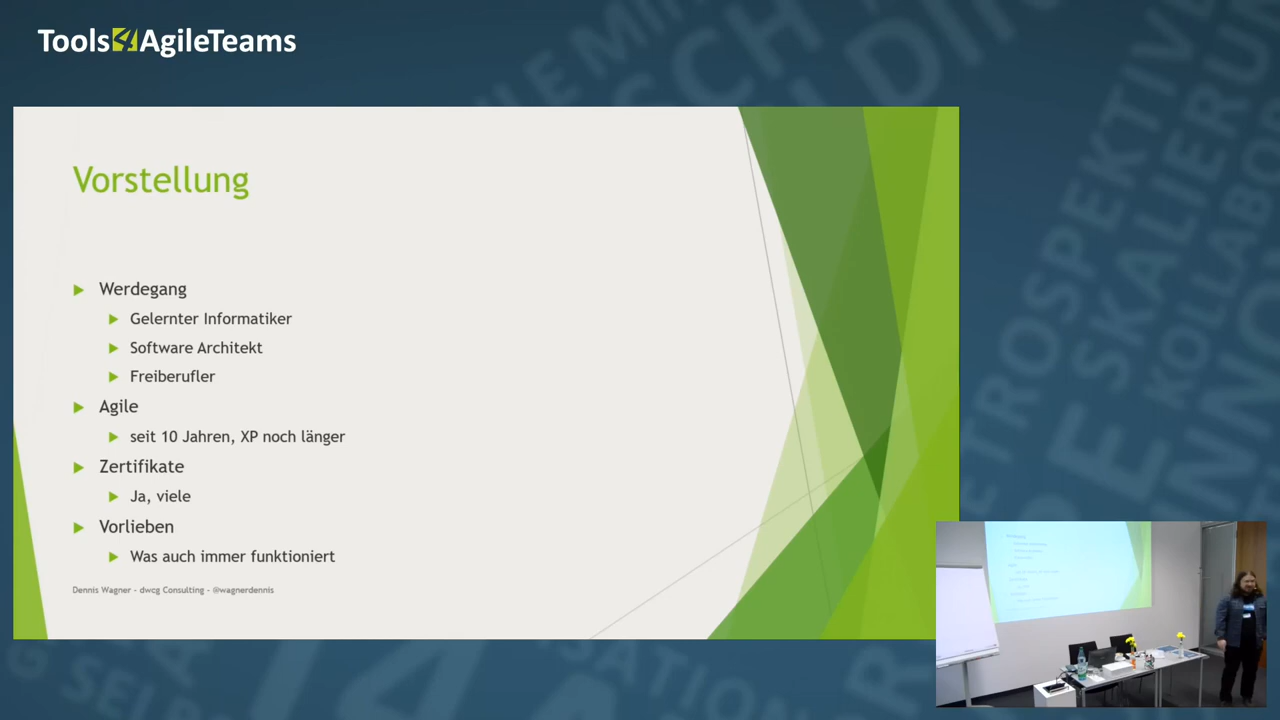 Tools4AgileTeams
Vorstellung
Werdegang
Gelernter Informatiker
Software Architekt
Freiberufler
Agile
seit 10 Jahren, XP noch länger
Zertifikate
Ja, viele
Vorlieben
Was auch immer funktioniert
Dennis Wagner - dwcg Consulting - @wagnerdennis